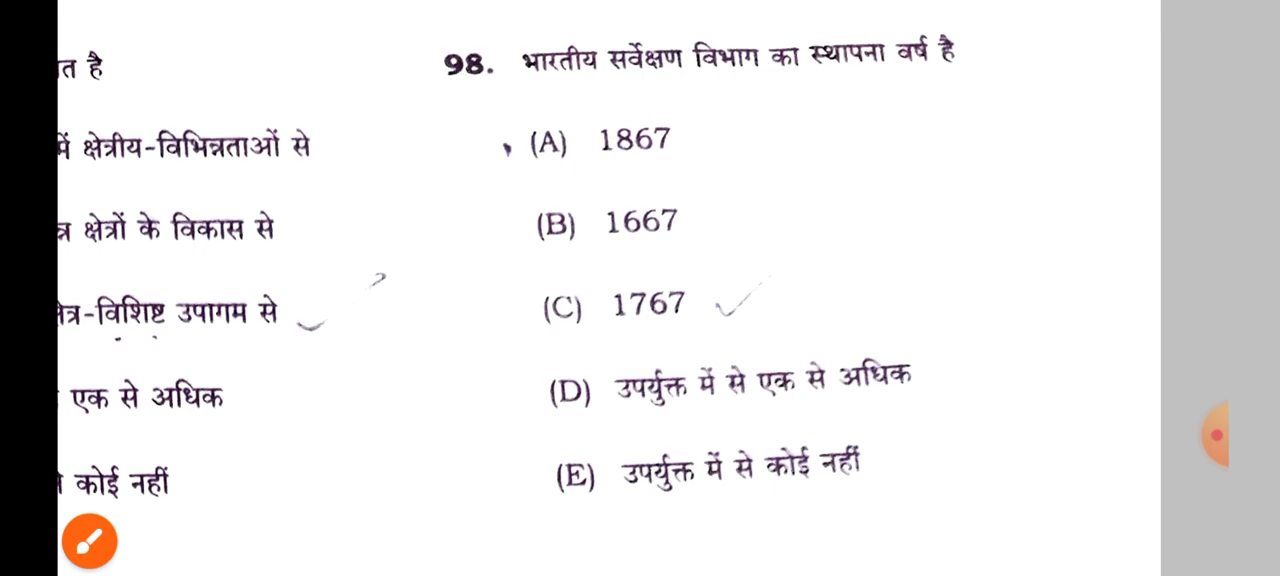 है
98. भारतीय सर्वेक्षण विभाग का स्थापना वर्ष है
में क्षेत्रीय-विभिन्नताओं से
(A) 1867
क्षेत्रों के विकास से
(B) 1667
-विशिष्ट उपागम से
(C) 1767
एक से अधिक
(D) उपर्युक्त में से एक से अधिक
कोई नहीं
(E) उपर्युक्त में से कोई नहीं